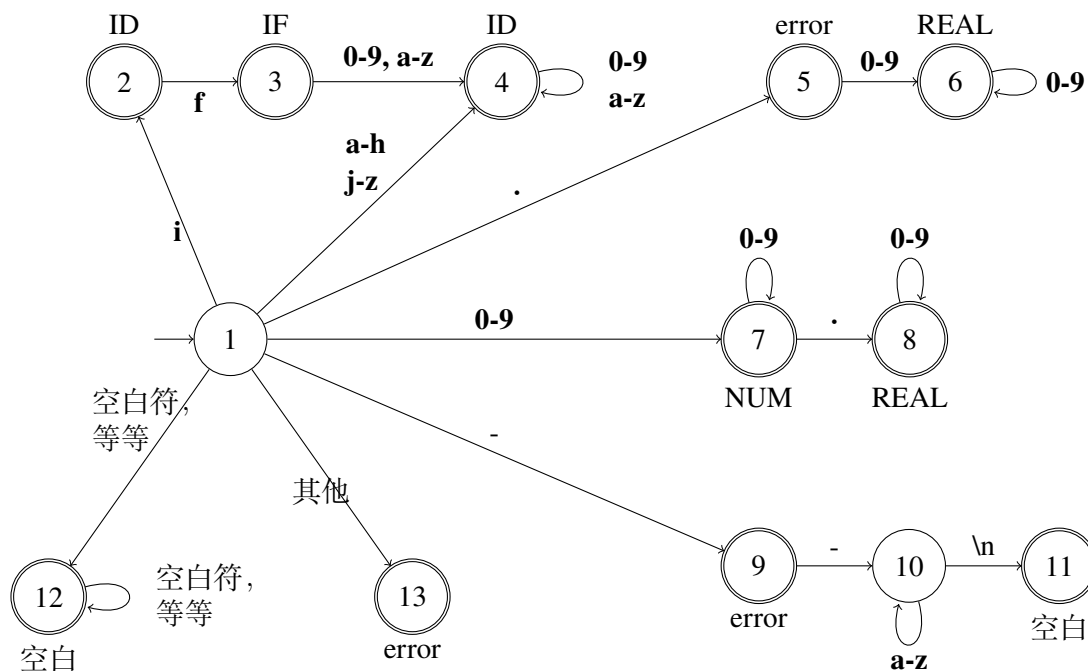 ID
IF
ID
error
REAL
2
3
4
5
6
f
0-9, a-z
0-9
a-z
0-9
0-9
a-h
j-z
.
i
0-9
0-9
1
0-9
7
.
8
NUM
REAL
空白符,
等等
-
其他
12
空白符,
等等
13
9
-
10
\n
11
空白
error
error
a-z
空白